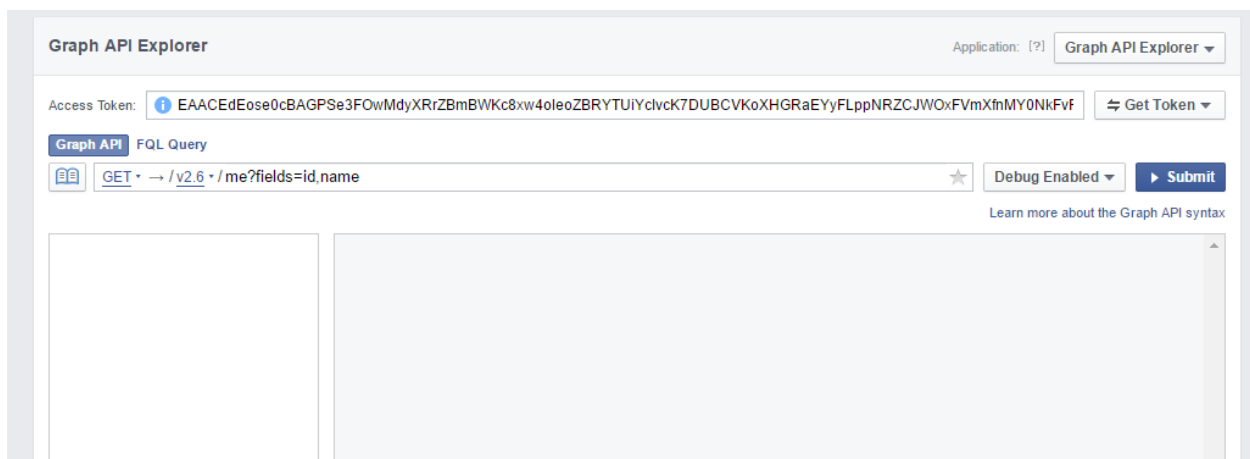 Graph API Explorer Application: [?] Graph API Explorer
Access Token: EAACEdEose0cBAGPSe3FOwMdyXRrZBmBWKc8xw4oleoZBRYTUiYclvcK7DUBCVKoXHGRaEYyFLppNRZCJWOxFVmXfnMY0NkFvF Get Token
Graph API FQL Query
GET → / v2.6 / me?fields=id,name Debug Enabled Submit
Learn more about the Graph API syntax